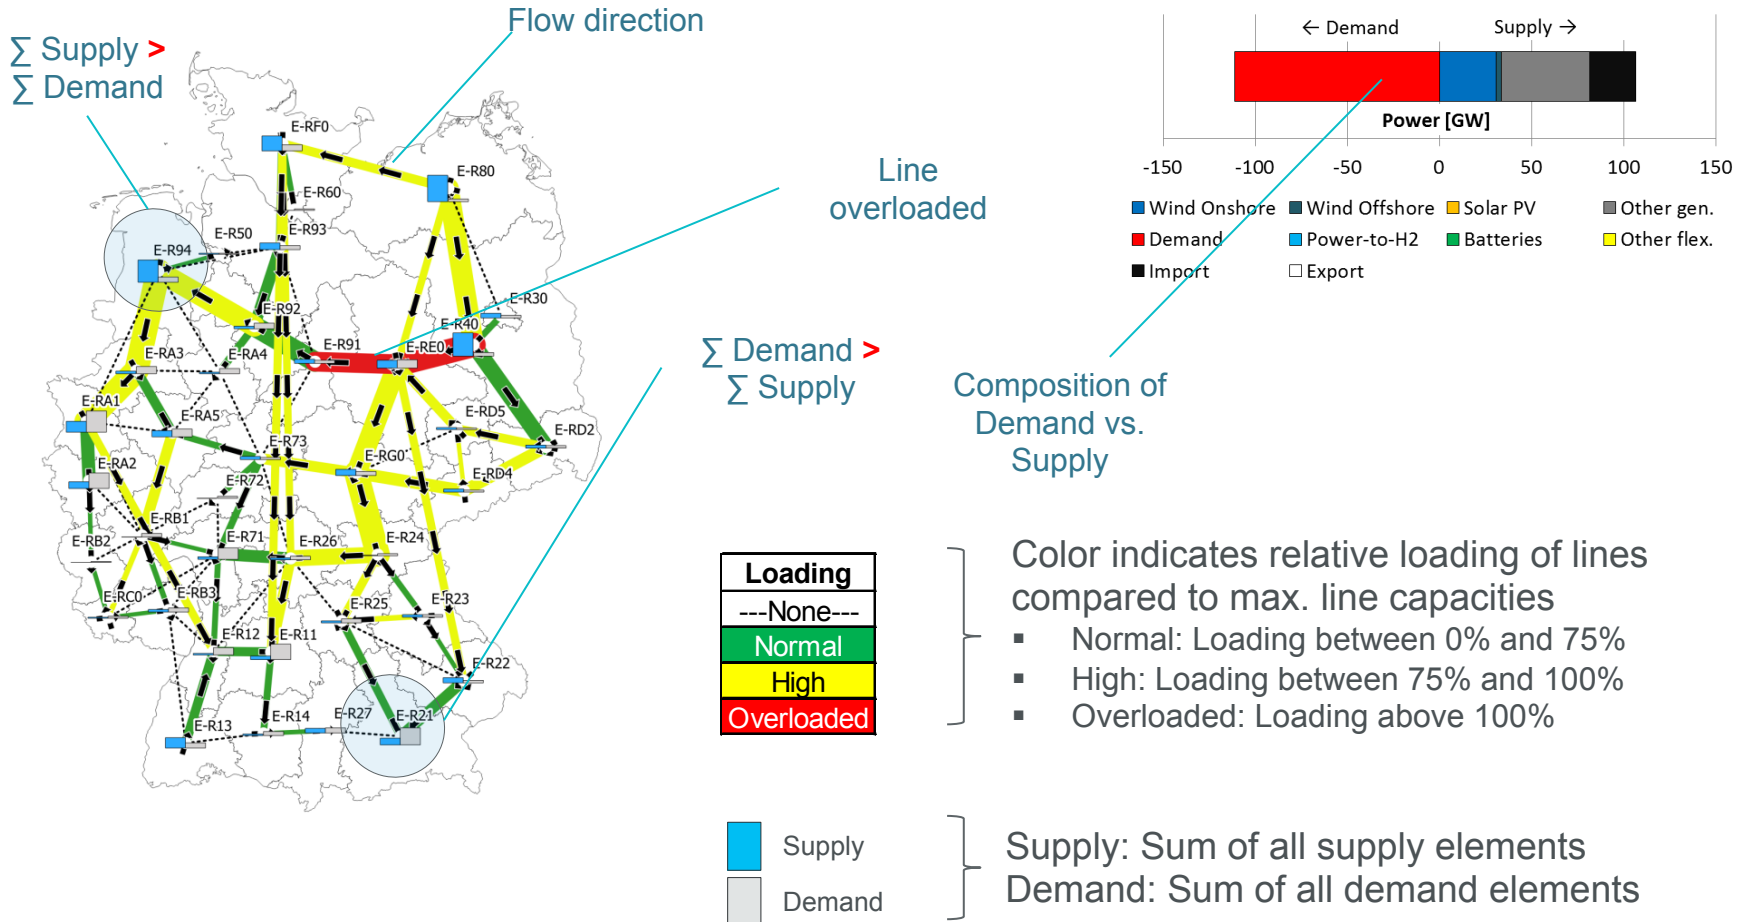 Flow direction
∑ Supply >
∑ Demand
← Demand
Supply →
Power [GW]
-150
-100
-50
0
50
100
150
Wind Onshore
Wind Offshore
Solar PV
Other gen.
Demand
Power-to-H2
Batteries
Other flex.
Import
Export
Line
overloaded
∑ Demand >
∑ Supply
Composition of
Demand vs.
Supply
E-RF0
E-R80
E-R60
E-R93
E-R50
E-R94
E-R30
E-R92
E-R40
E-R91
E-RE0
E-RA3
E-RA4
E-RA1
E-RA5
E-RD5
E-RD2
E-R73
E-RG0
E-RA2
E-RD4
E-R72
E-RB1
E-RB2
E-R71
E-R26
E-R24
E-RC0
E-RB3
E-R25
E-R23
E-R12
E-R11
E-R22
E-R13
E-R14
E-R27
E-R21
Loading
---None---
Normal
High
Overloaded
Color indicates relative loading of lines
compared to max. line capacities
▪ Normal: Loading between 0% and 75%
▪ High: Loading between 75% and 100%
▪ Overloaded: Loading above 100%
Supply
Demand
Supply: Sum of all supply elements
Demand: Sum of all demand elements